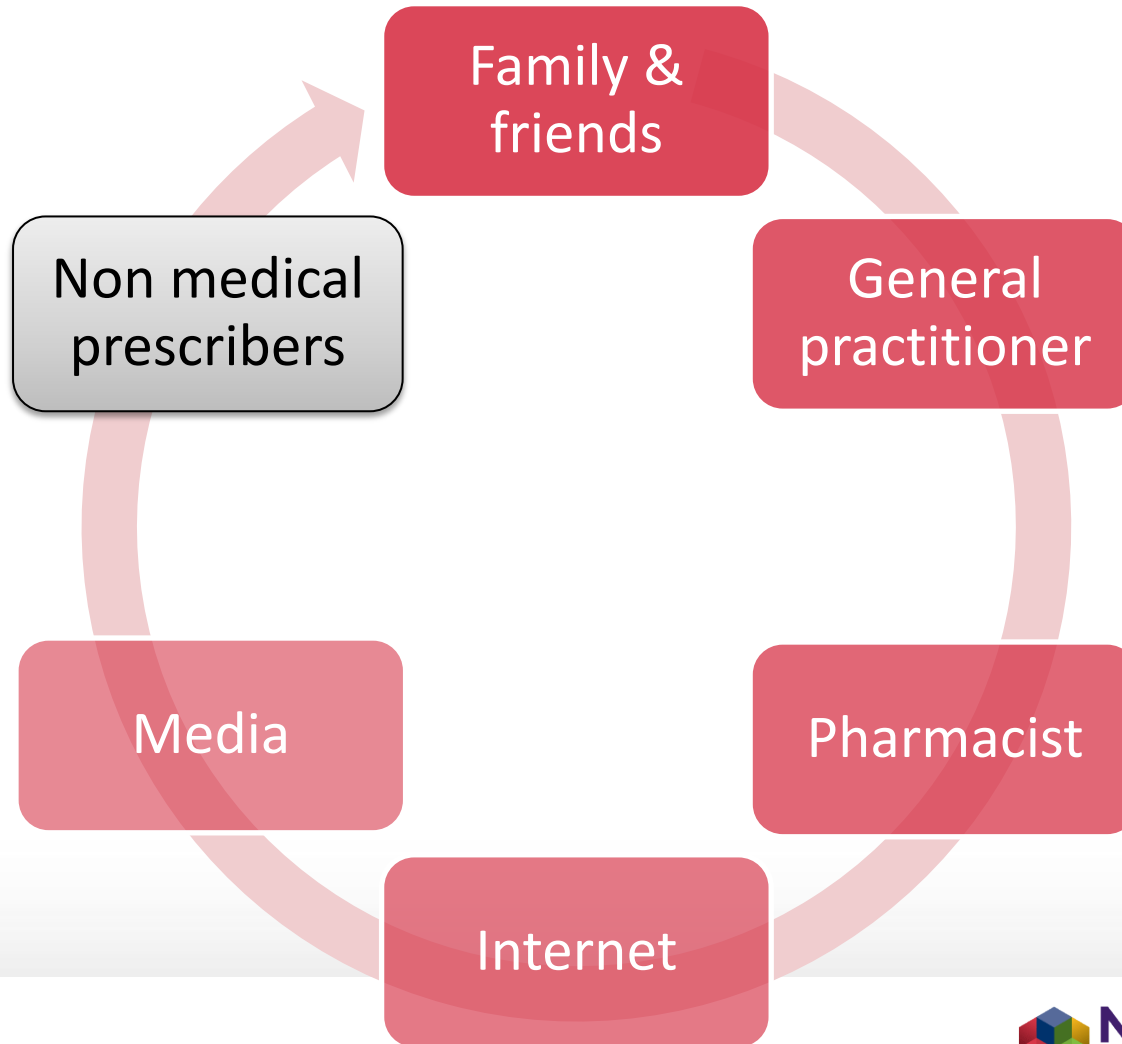 Family &
friends
General
practitioner
Pharmacist
Internet
Media
Non medical
prescribers
N